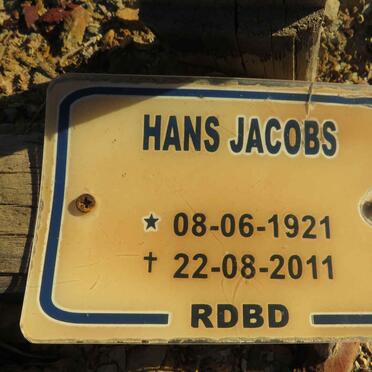 HANS JACOBS
★ 08-06-1921
† 22-08-2011
RDBD